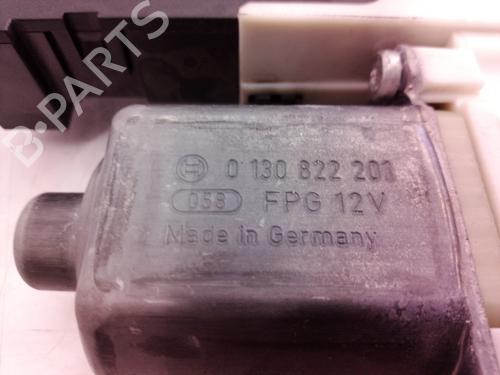 B-PARTS
0 130 822 201
058 FPG 12V
Made in Germany